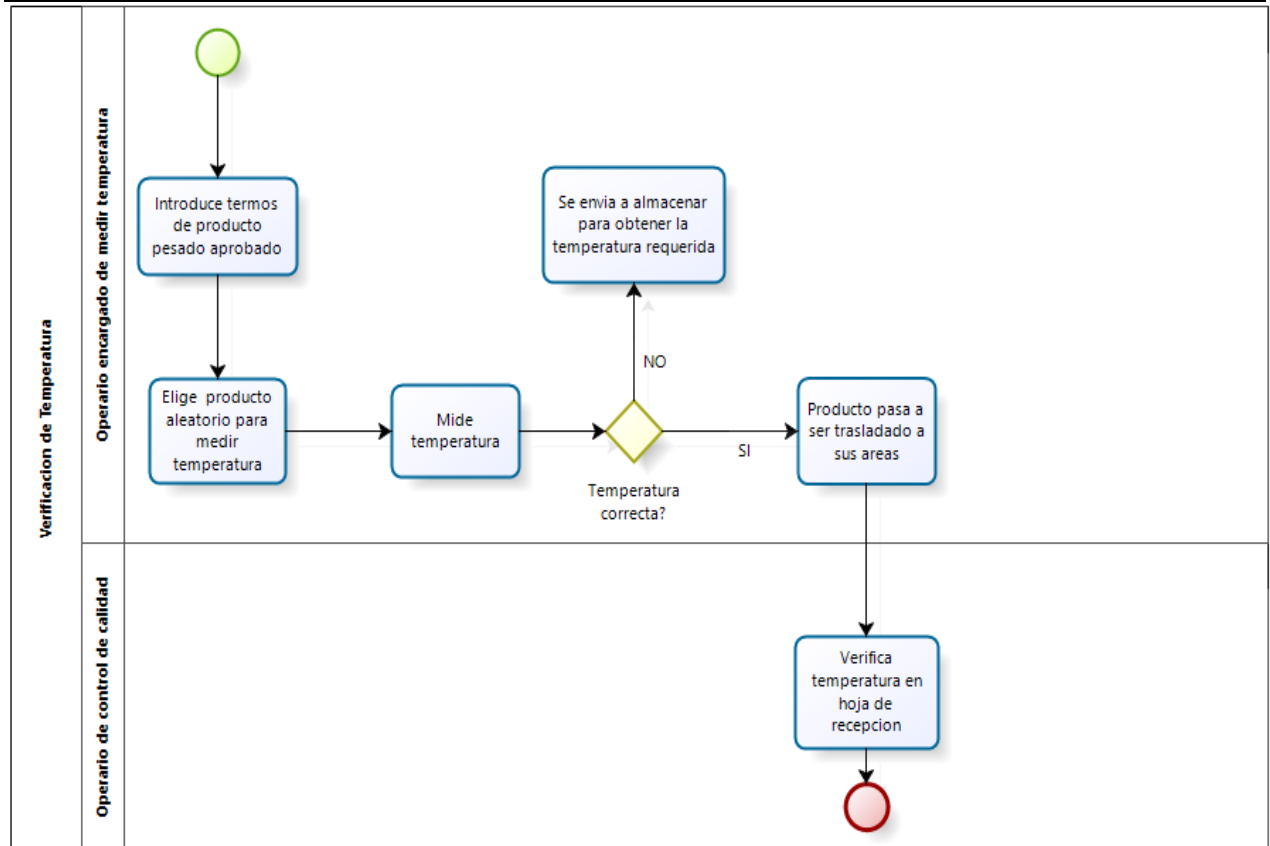 Verificacion de Temperatura
Operario encargado de medir temperatura
Introduce termos
de producto
pesado aprobado
Elige producto
aleatorio para
medir
temperatura
Mide
temperatura
Se envia a almacenar
para obtener la
temperatura requerida
NO
Temperatura
correcta?
SI
Producto pasa a
ser trasladado a
sus areas
Operario de control de calidad
Verifica
temperatura en
hoja de
recepcion